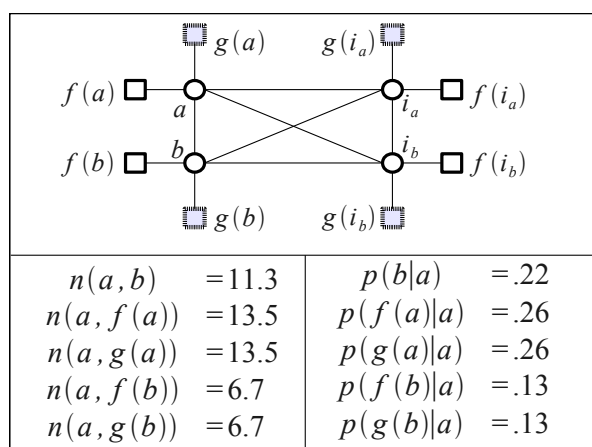 g(a) g(i_a)
f(a) a i_a f(i_a)
f(b) b i_b f(i_b)
g(b) g(i_b)
n(a,b) =11.3 p(b|a) =.22
n(a,f(a)) =13.5 p(f(a)|a) =.26
n(a,g(a)) =13.5 p(g(a)|a) =.26
n(a,f(b)) =6.7 p(f(b)|a) =.13
n(a,g(b)) =6.7 p(g(b)|a) =.13